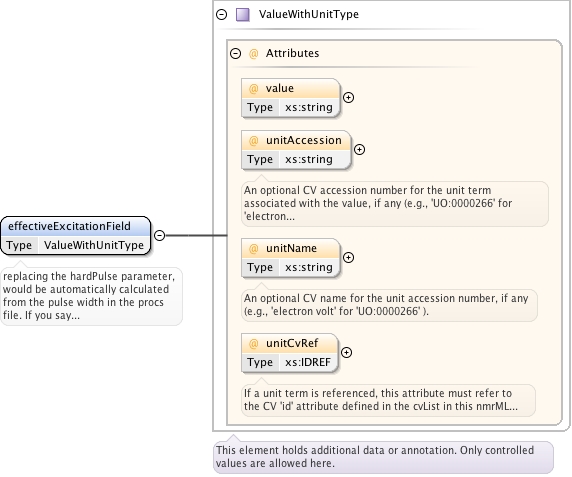 ValueWithUnitType
@ Attributes
@ value
Type xs:string
@ unitAccession
Type xs:string
An optional CV accession number for the unit term
associated with the value, if any (e.g., 'UO:0000266' for
'electron...
effectiveExcitationField
Type ValueWithUnitType
replacing the hardPulse parameter,
would be automatically calculated
from the pulse width in the procs
file. If you say...
@ unitName
Type xs:string
An optional CV name for the unit accession number, if any
(e.g., 'electron volt' for 'UO:0000266' ).
@ unitCvRef
Type xs:IDREF
If a unit term is referenced, this attribute must refer to
the CV 'id' attribute defined in the cvList in this nmrML...
This element holds additional data or annotation. Only controlled
values are allowed here.